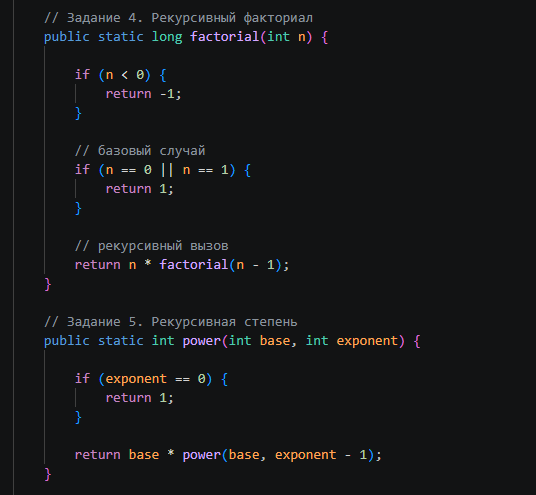 // Задание 4. Рекурсивный факториал
public static long factorial(int n) {
if (n < 0) {
return -1;
}
// базовый случай
if (n == 0 || n == 1) {
return 1;
}
// рекурсивный вызов
return n * factorial(n - 1);
}
// Задание 5. Рекурсивная степень
public static int power(int base, int exponent) {
if (exponent == 0) {
return 1;
}
return base * power(base, exponent - 1);
}